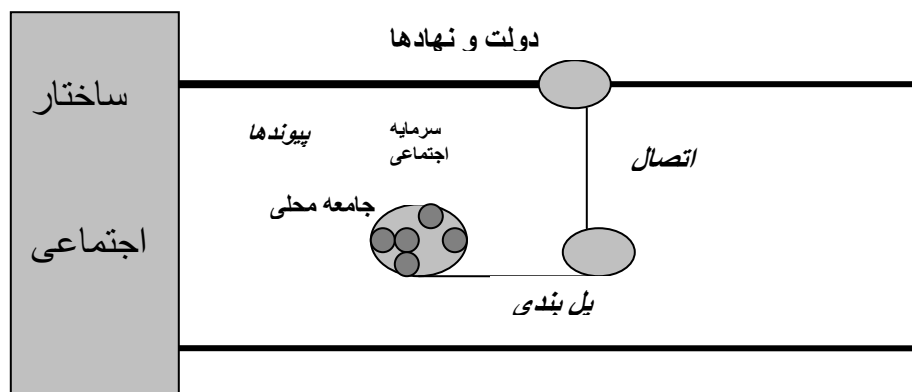 دولت و نهادها
ساختار
اجتماعی
پیوندها
سرمایه
اجتماعی
اتصال
جامعه محلی
پل بندی